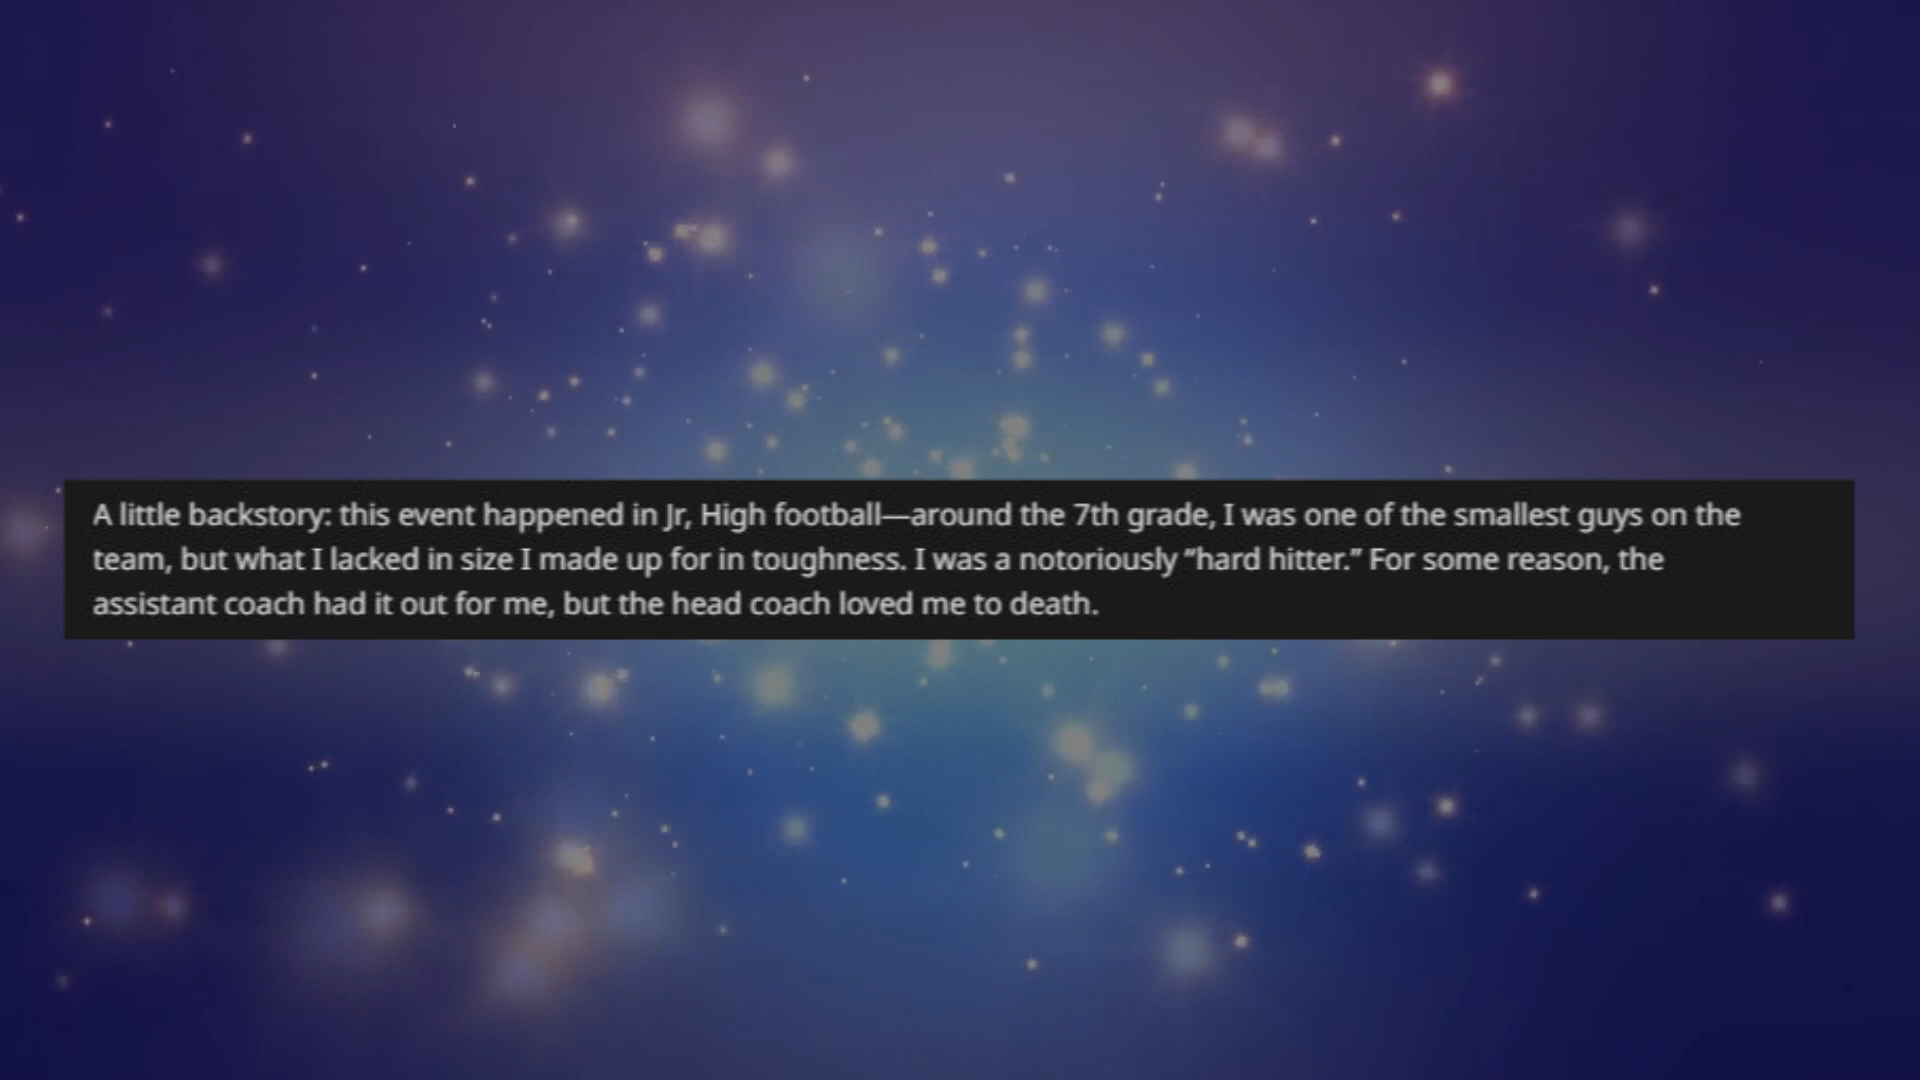 A little backstory: this event happened in Jr, High football—around the 7th grade, I was one of the smallest guys on the
team, but what I lacked in size I made up for in toughness. I was a notoriously “hard hitter.” For some reason, the
assistant coach had it out for me, but the head coach loved me to death.